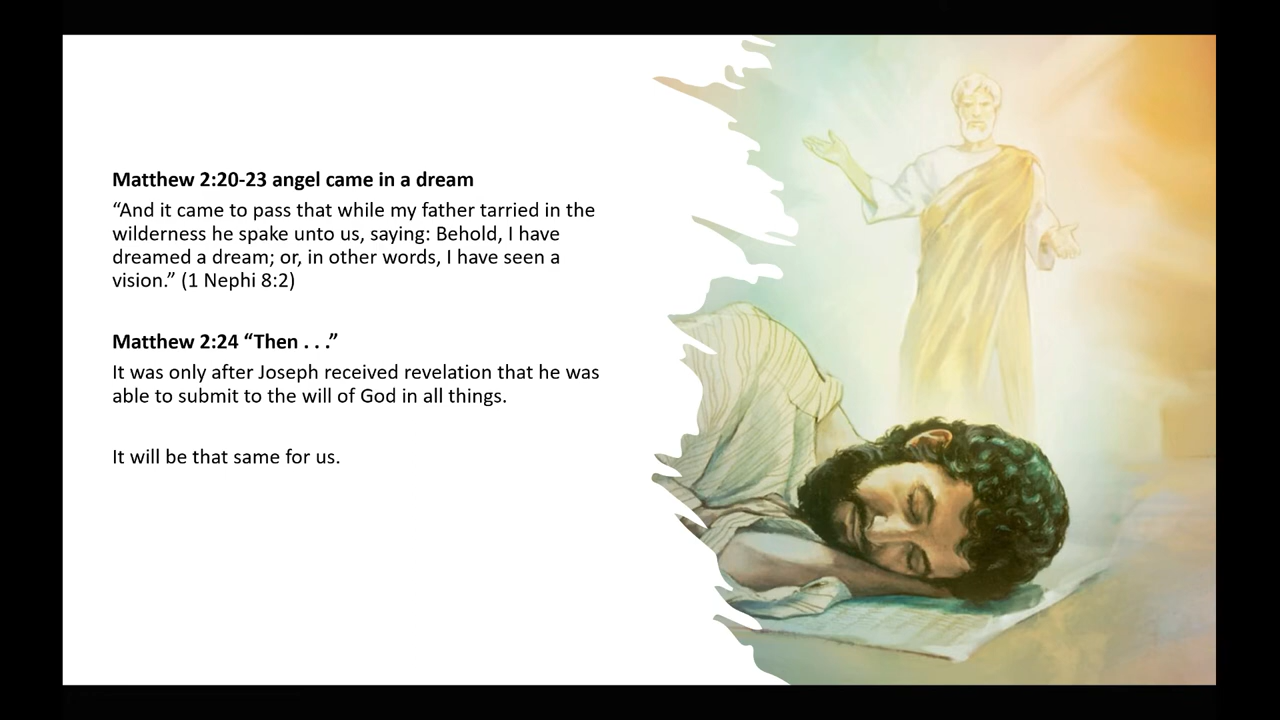 Matthew 2:20-23 angel came in a dream
“And it came to pass that while my father tarried in the
wilderness he spake unto us, saying: Behold, I have
dreamed a dream; or, in other words, I have seen a
vision.” (1 Nephi 8:2)
Matthew 2:24 “Then . . .”
It was only after Joseph received revelation that he was
able to submit to the will of God in all things.
It will be that same for us.